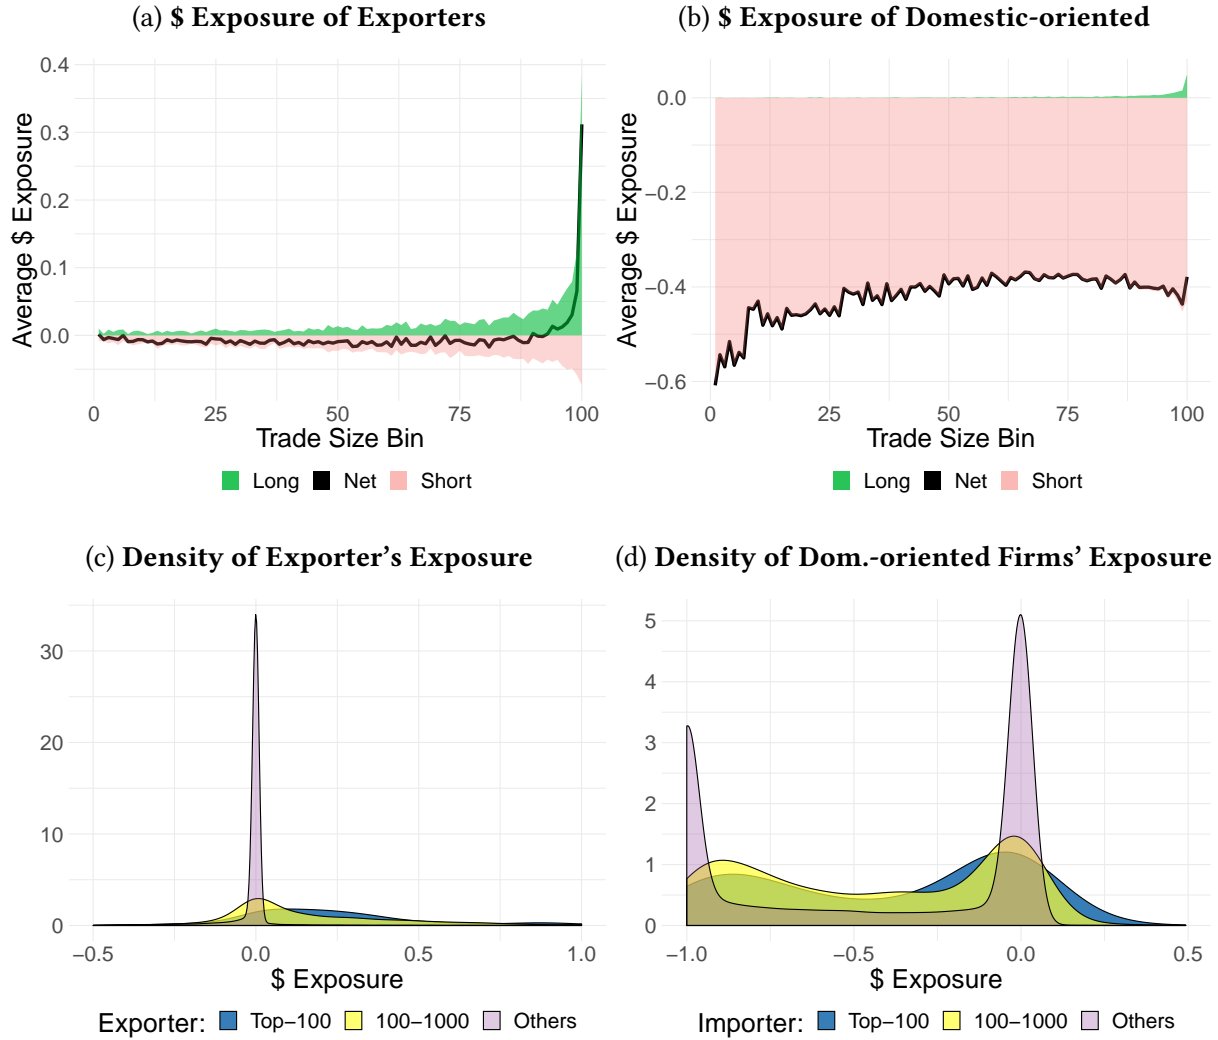 (a) $ Exposure of Exporters
0.4
0.3
0.2
0.1
0.0
Average $ Exposure
0 25 50 75 100
Trade Size Bin
Long Net Short
(b) $ Exposure of Domestic-oriented
0.0
−0.2
−0.4
−0.6
Average $ Exposure
0 25 50 75 100
Trade Size Bin
Long Net Short
(c) Density of Exporter’s Exposure
30
20
10
0
−0.5 0.0 0.5 1.0
$ Exposure
Exporter: Top−100 100−1000 Others
(d) Density of Dom.-oriented Firms’ Exposure
5
4
3
2
1
0
−1.0 −0.5 0.0 0.5
$ Exposure
Importer: Top−100 100−1000 Others